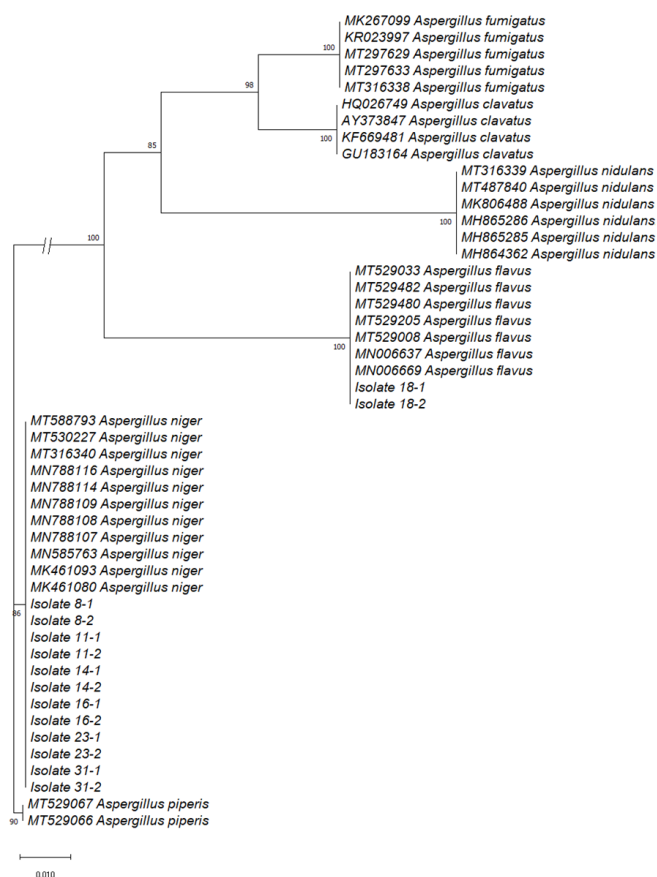 MK267099 Aspergillus fumigatus
KR023997 Aspergillus fumigatus
100
MT297629 Aspergillus fumigatus
MT297633 Aspergillus fumigatus
98
MT316338 Aspergillus fumigatus
HQ026749 Aspergillus clavatus
AY373847 Aspergillus clavatus
100
KF669481 Aspergillus clavatus
85
GU183164 Aspergillus clavatus
MT316339 Aspergillus nidulans
MT487840 Aspergillus nidulans
MK806488 Aspergillus nidulans
100
MH865286 Aspergillus nidulans
100
MH865285 Aspergillus nidulans
MH864362 Aspergillus nidulans
MT529033 Aspergillus flavus
MT529482 Aspergillus flavus
MT529480 Aspergillus flavus
MT529205 Aspergillus flavus
MT529008 Aspergillus flavus
100
MN006637 Aspergillus flavus
MN006669 Aspergillus flavus
Isolate 18-1
Isolate 18-2
MT588793 Aspergillus niger
MT530227 Aspergillus niger
MT316340 Aspergillus niger
MN788116 Aspergillus niger
MN788114 Aspergillus niger
MN788109 Aspergillus niger
MN788108 Aspergillus niger
MN788107 Aspergillus niger
MN585763 Aspergillus niger
MK461093 Aspergillus niger
MK461080 Aspergillus niger
Isolate 8-1
86
Isolate 8-2
Isolate 11-1
Isolate 11-2
Isolate 14-1
Isolate 14-2
Isolate 16-1
Isolate 16-2
Isolate 23-1
Isolate 23-2
Isolate 31-1
Isolate 31-2
MT529067 Aspergillus piperis
90
MT529066 Aspergillus piperis
0.010